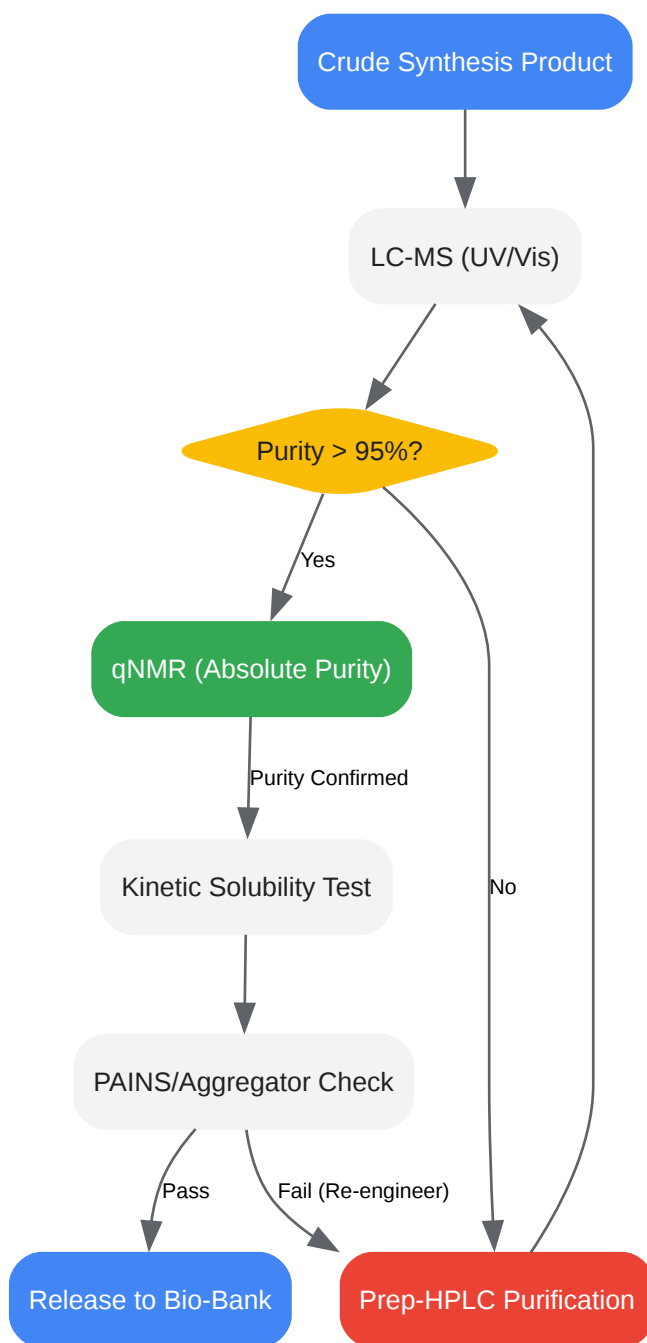 Crude Synthesis Product
LC-MS (UV/Vis)
Purity > 95%?
Yes
qNMR (Absolute Purity)
Purity Confirmed
Kinetic Solubility Test
No
PAINS/Aggregator Check
Pass
Fail (Re-engineer)
Release to Bio-Bank
Prep-HPLC Purification